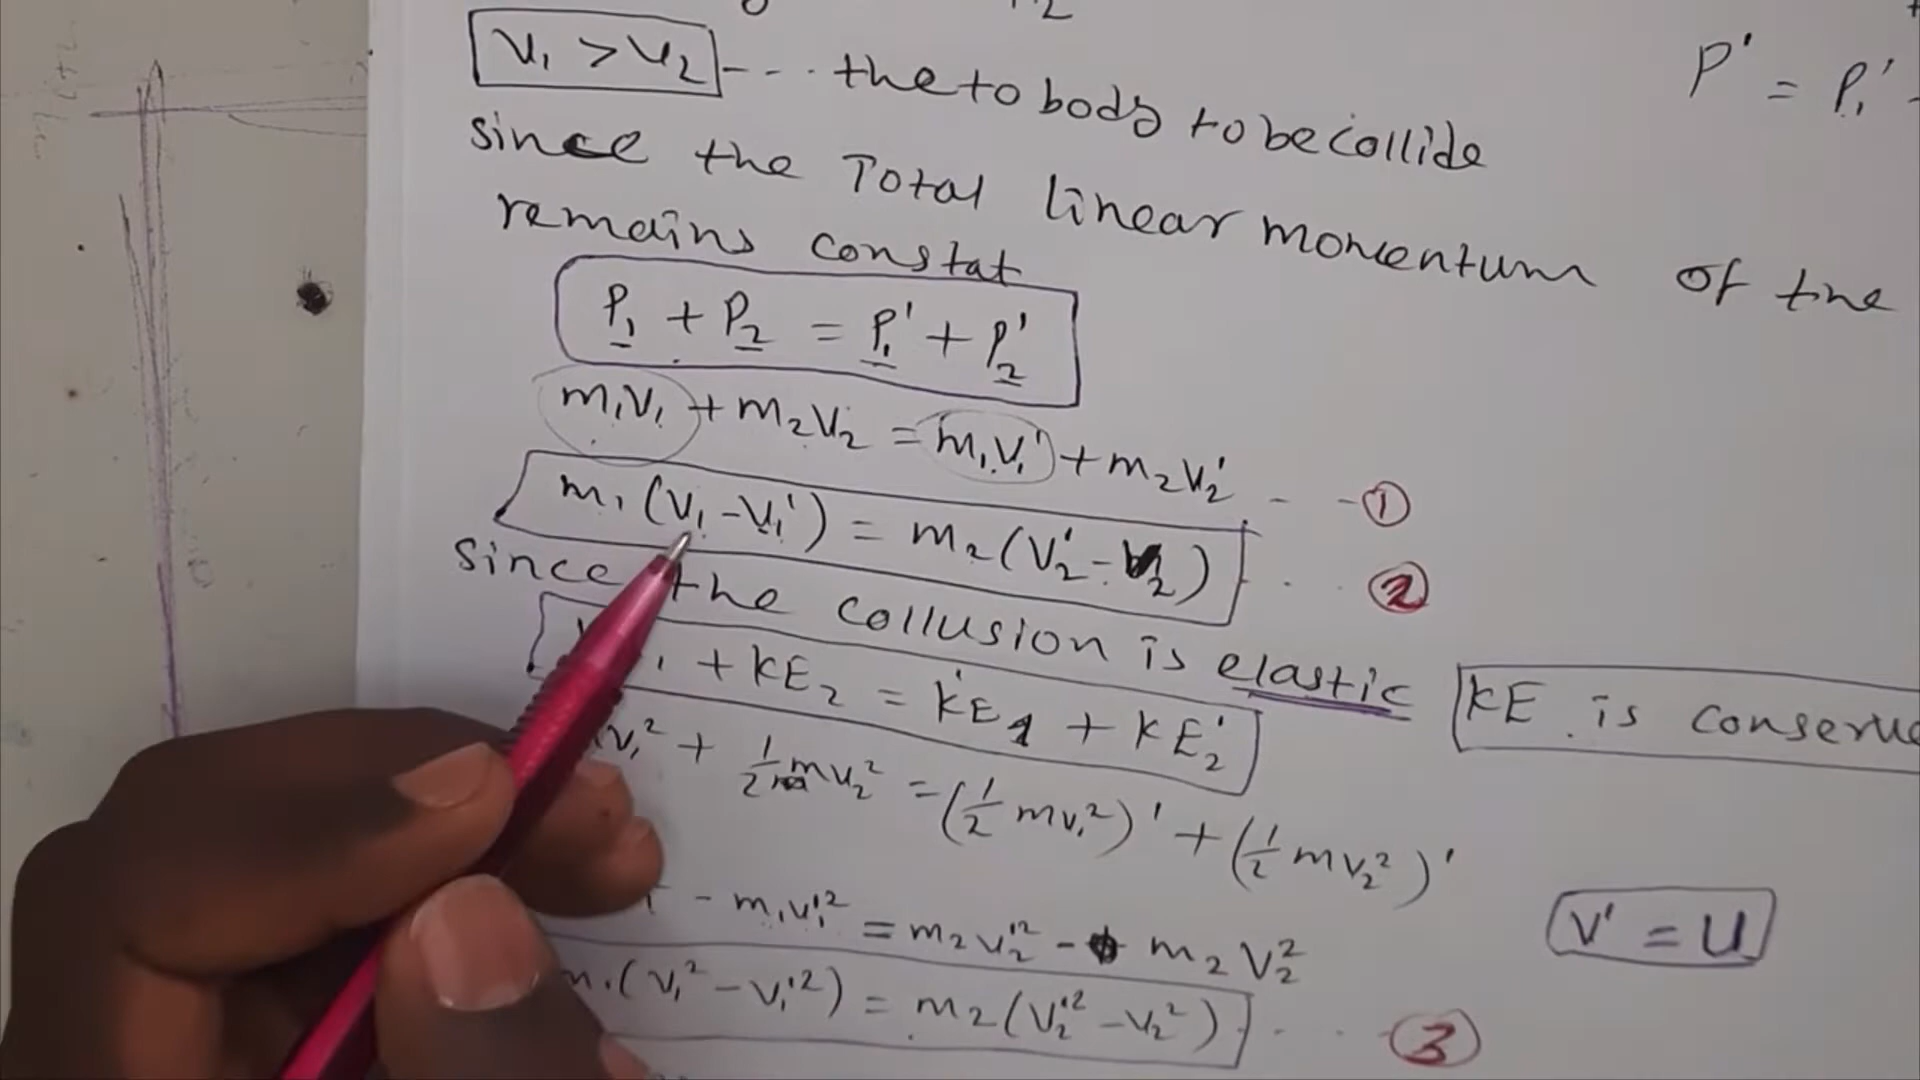 V₁ > V₂ - - - . the to body to be collide
P' = P₁'
since the Total linear momentum of the
remains constat
P₁ + P₂ = P₁' + P₂'
m₁V₁ + m₂V₂ = m₁V₁' + m₂V₂' - - ①
m₁(V₁ - V₁') = m₂(V₂' - V₂) . . . ②
since the collusion is elastic KE is conserve
+ KE₂ = KE₁' + KE₂'
V₁² + ½mv₂² = (½mv₁²)' + (½mv₂²)'
- m₁v₁'² = m₂v₂'² - m₂V₂²
V' = U
m₁(v₁² - v₁'²) = m₂(V₂'² - V₂²) . . . ③